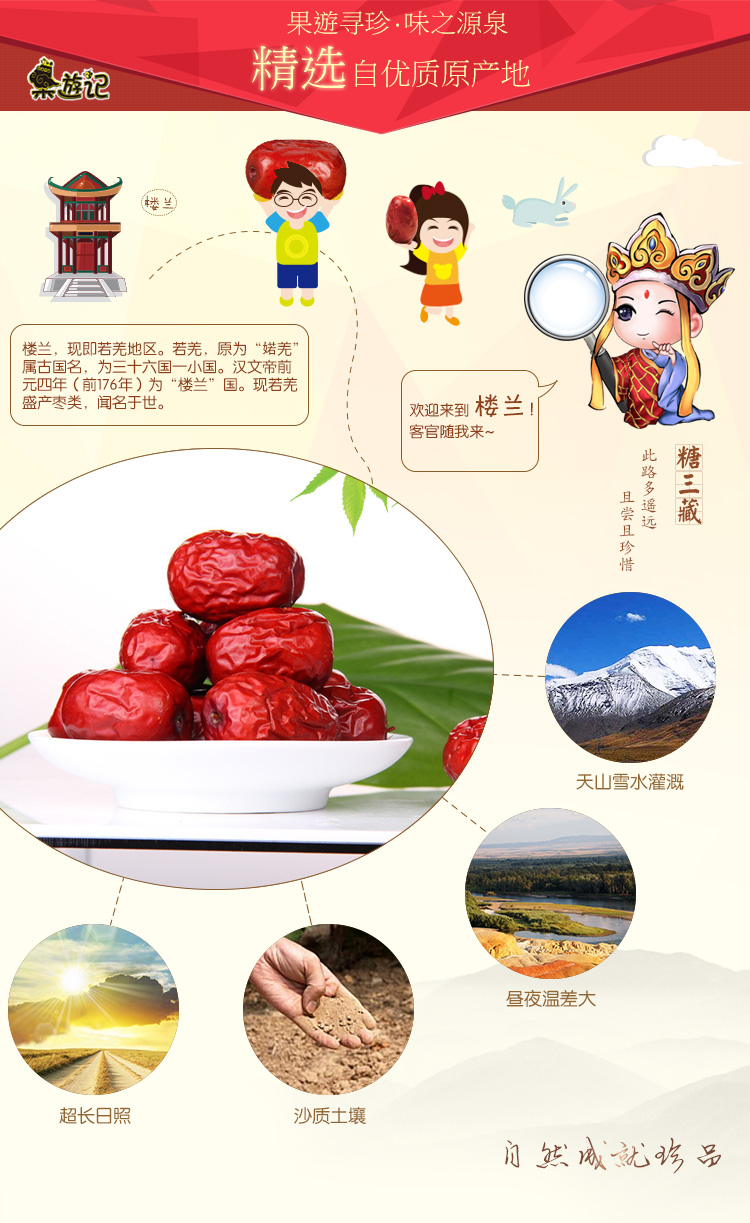 果遊寻珍·味之源泉
精选自优质原产地
果遊记
楼兰
楼兰，现即若羌地区。若羌，原为“婼羌”
属古国名，为三十六国一小国。汉文帝前
元四年（前176年）为“楼兰”国。现若羌
盛产枣类，闻名于世。
欢迎来到 楼兰！
客官随我来~
糖三藏
此路多遥远
且尝且珍惜
天山雪水灌溉
昼夜温差大
超长日照
沙质土壤
自然成就珍品